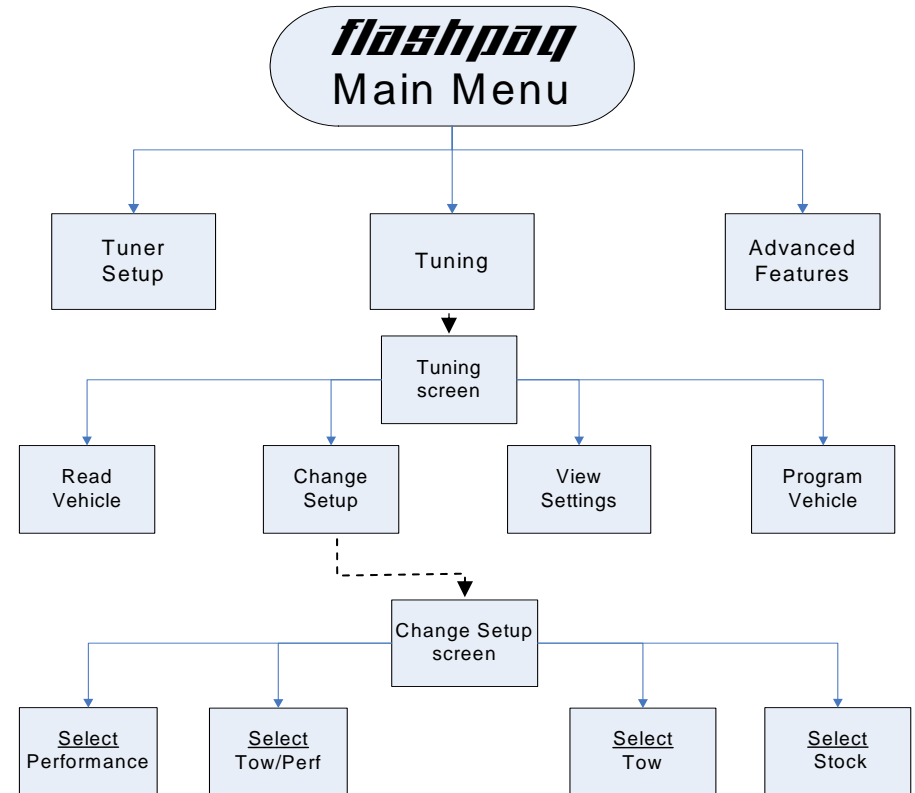 flashpaq
Main Menu
Tuner
Setup
Tuning
Advanced
Features
Tuning
screen
Read
Vehicle
Change
Setup
View
Settings
Program
Vehicle
Change Setup
screen
Select
Performance
Select
Tow/Perf
Select
Tow
Select
Stock